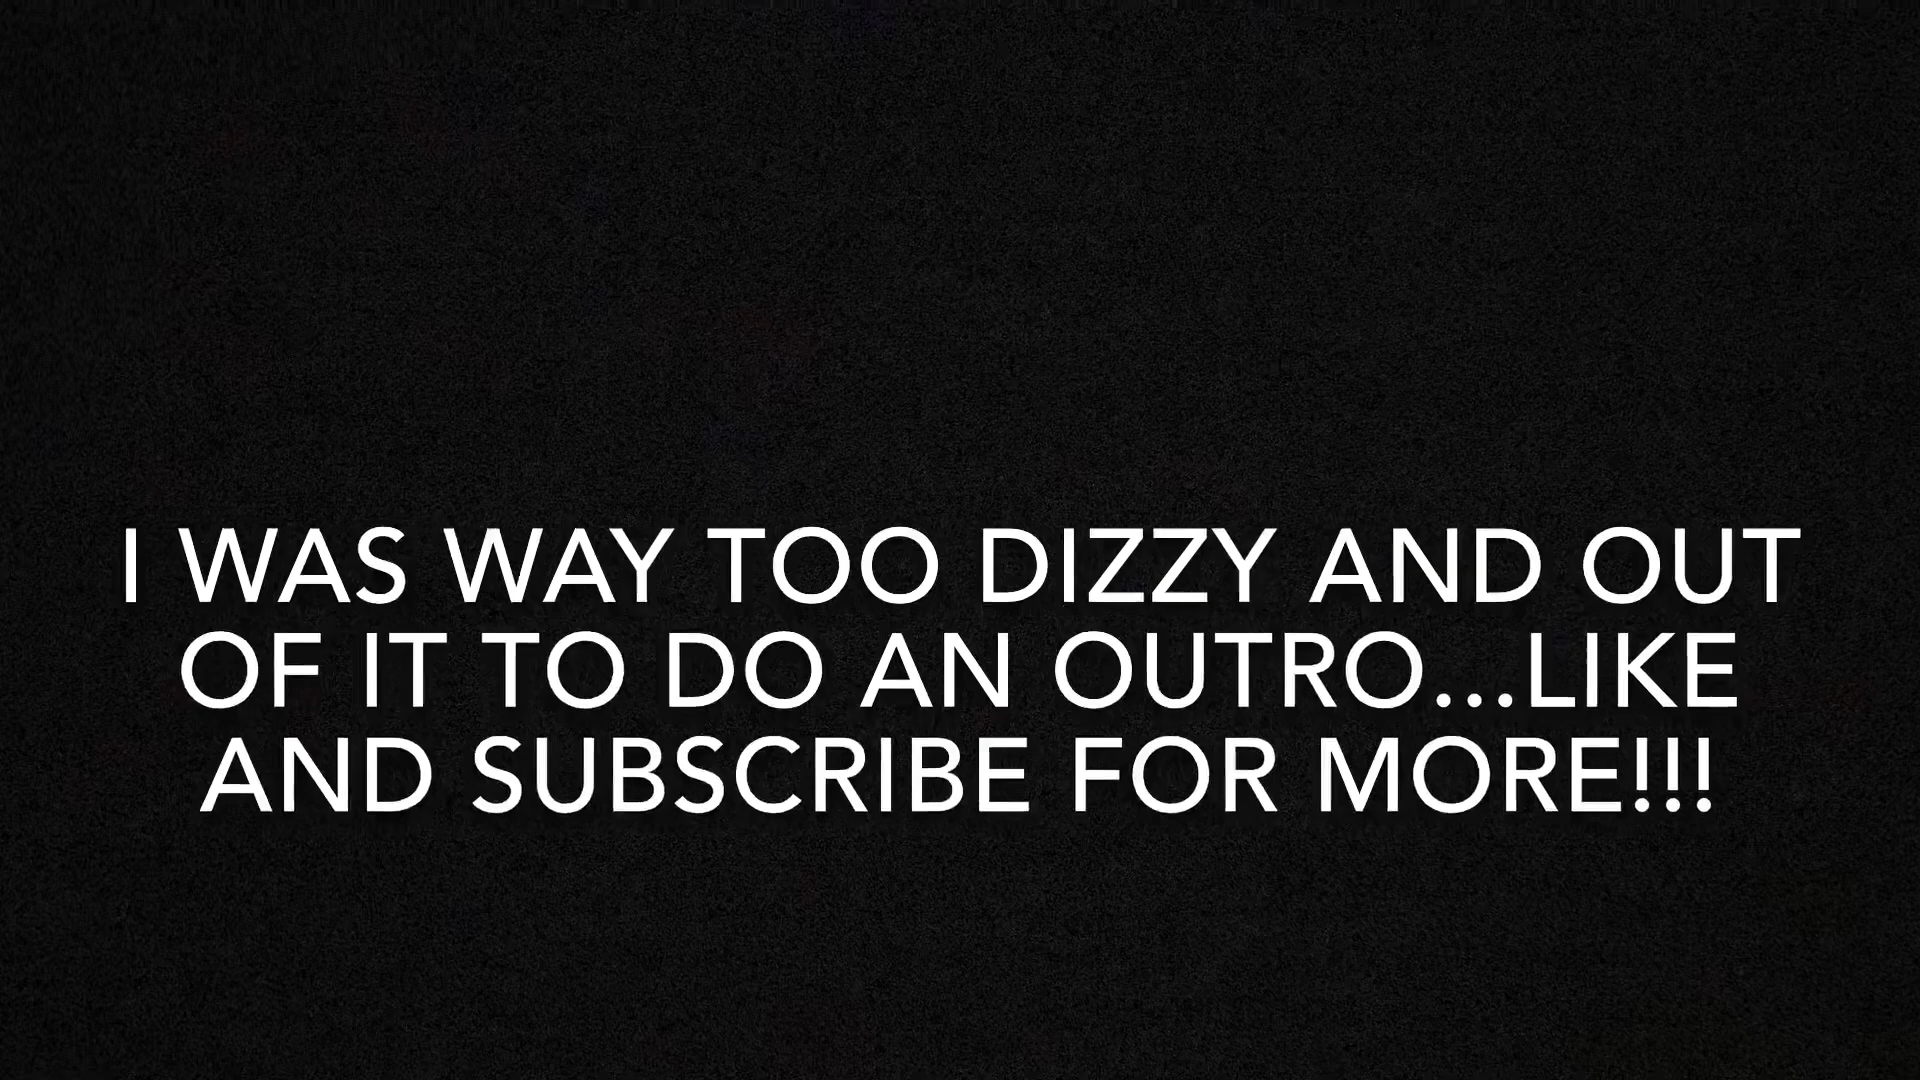 I WAS WAY TOO DIZZY AND OUT
OF IT TO DO AN OUTRO...LIKE
AND SUBSCRIBE FOR MORE!!!